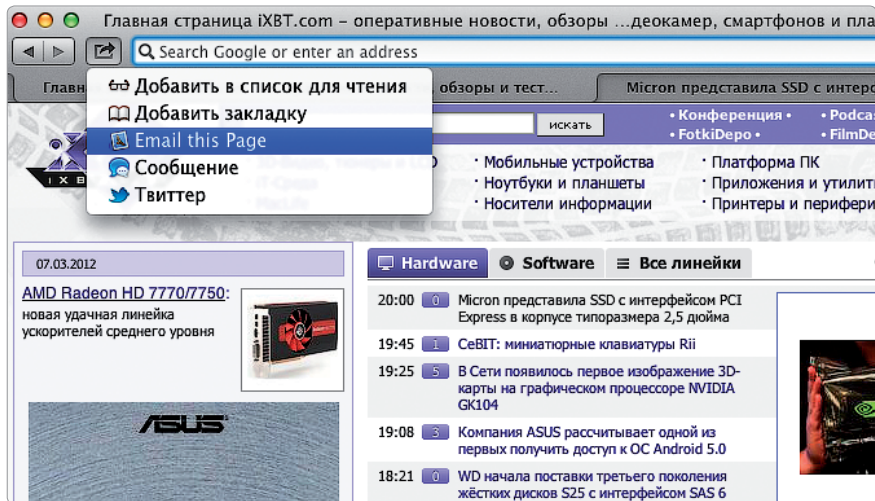 Главная страница iXBT.com – оперативные новости, обзоры ...деокамер, смартфонов и пла
Search Google or enter an address
Главн
обзоры и тест...
Micron представила SSD с интерф
Добавить в список для чтения
Добавить закладку
Email this Page
Сообщение
Твиттер
искать
• Конференция •
• Podca
• FotkiDepo •
• FilmDe
iXB
· Мобильные устройства
· Платформа ПК
· Ноутбуки и планшеты
· Приложения и утилит
· Носители информации
· Принтеры и перифери
07.03.2012
AMD Radeon HD 7770/7750:
новая удачная линейка
ускорителей среднего уровня
ASUS
Hardware
Software
Все линейки
20:00 0 Micron представила SSD с интерфейсом PCI
Express в корпусе типоразмера 2,5 дюйма
19:45 1 CeBIT: миниатюрные клавиатуры Rii
19:25 5 В Сети появилось первое изображение 3D-
карты на графическом процессоре NVIDIA
GK104
19:08 3 Компания ASUS рассчитывает одной из
первых получить доступ к ОС Android 5.0
18:21 0 WD начала поставки третьего поколения
жёстких дисков S25 с интерфейсом SAS 6